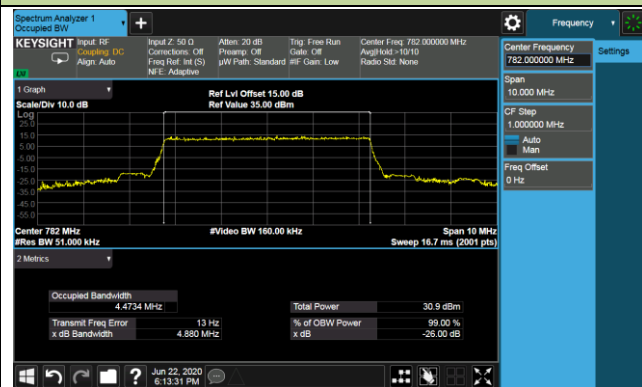 Spectrum Analyzer 1
Occupied BW
Frequency
KEYSIGHT Input: RF Input Z: 50 Ω Atten: 20 dB Trig: Free Run Center Freq: 782.000000 MHz
Coupling: DC Corrections: Off Preamp: Off Gate: Off Avg|Hold:>10/10
Align: Auto Freq Ref: Int (S) µW Path: Standard #IF Gain: Low Radio Std: None
NFE: Adaptive
LXI
Center Frequency
782.000000 MHz
Settings
Span
10.000 MHz
CF Step
1.000000 MHz
Auto
Man
Freq Offset
0 Hz
1 Graph
Ref Lvl Offset 15.00 dB
Scale/Div 10.0 dB Ref Value 35.00 dBm
Log
25.0
15.0
5.00
-5.00
-15.0
-25.0
-35.0
-45.0
-55.0
Center 782 MHz #Video BW 160.00 kHz Span 10 MHz
#Res BW 51.000 kHz Sweep 16.7 ms (2001 pts)
2 Metrics
Occupied Bandwidth
4.4734 MHz Total Power 30.9 dBm
Transmit Freq Error 13 Hz % of OBW Power 99.00 %
x dB Bandwidth 4.880 MHz x dB -26.00 dB
Jun 22, 2020
6:13:31 PM